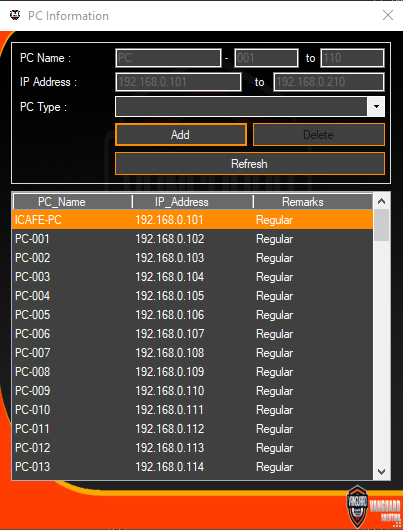 PC Information
PC Name : PC - 001 to 110
IP Address : 192.168.0.101 to 192.168.0.210
PC Type :
Add Delete
Refresh
PC_Name IP_Address Remarks
ICAFE-PC 192.168.0.101 Regular
PC-001 192.168.0.102 Regular
PC-002 192.168.0.103 Regular
PC-003 192.168.0.104 Regular
PC-004 192.168.0.105 Regular
PC-005 192.168.0.106 Regular
PC-006 192.168.0.107 Regular
PC-007 192.168.0.108 Regular
PC-008 192.168.0.109 Regular
PC-009 192.168.0.110 Regular
PC-010 192.168.0.111 Regular
PC-011 192.168.0.112 Regular
PC-012 192.168.0.113 Regular
PC-013 192.168.0.114 Regular
VANGUARD
VANGUARD
SOLUTION.